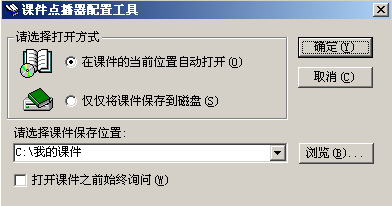 课件点播器配置工具
请选择打开方式
在课件的当前位置自动打开(O)
仅仅将课件保存到磁盘(S)
确定(Y)
取消(C)
请选择课件保存位置:
C:\我的课件
浏览(B)...
打开课件之前始终询问(W)